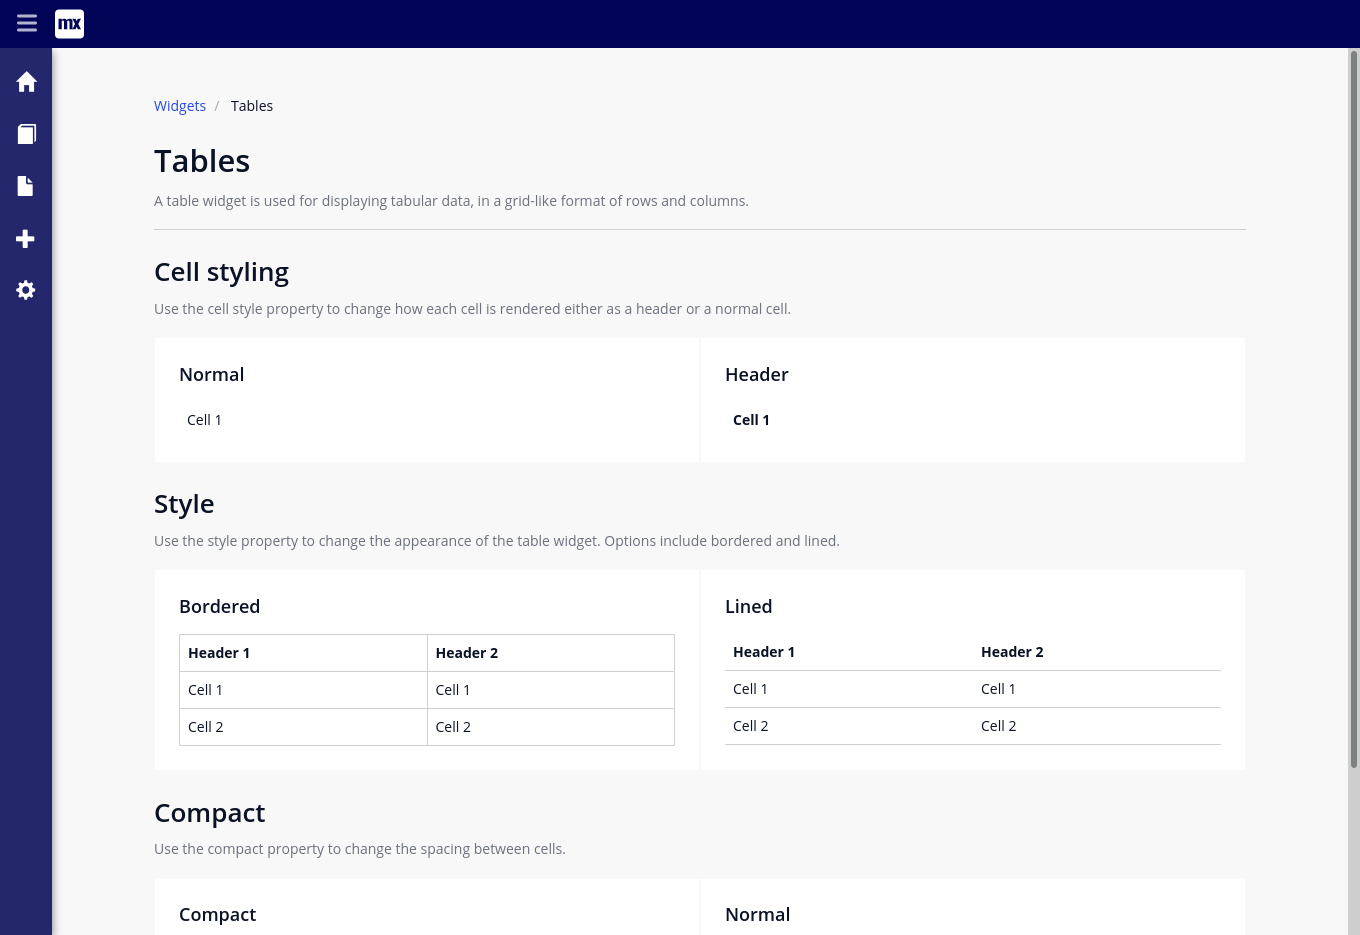 mx
Widgets / Tables
Tables
A table widget is used for displaying tabular data, in a grid-like format of rows and columns.
Cell styling
Use the cell style property to change how each cell is rendered either as a header or a normal cell.
Normal
Cell 1
Header
Cell 1
Style
Use the style property to change the appearance of the table widget. Options include bordered and lined.
Bordered
Header 1 Header 2
Cell 1 Cell 1
Cell 2 Cell 2
Lined
Header 1 Header 2
Cell 1 Cell 1
Cell 2 Cell 2
Compact
Use the compact property to change the spacing between cells.
Compact
Normal